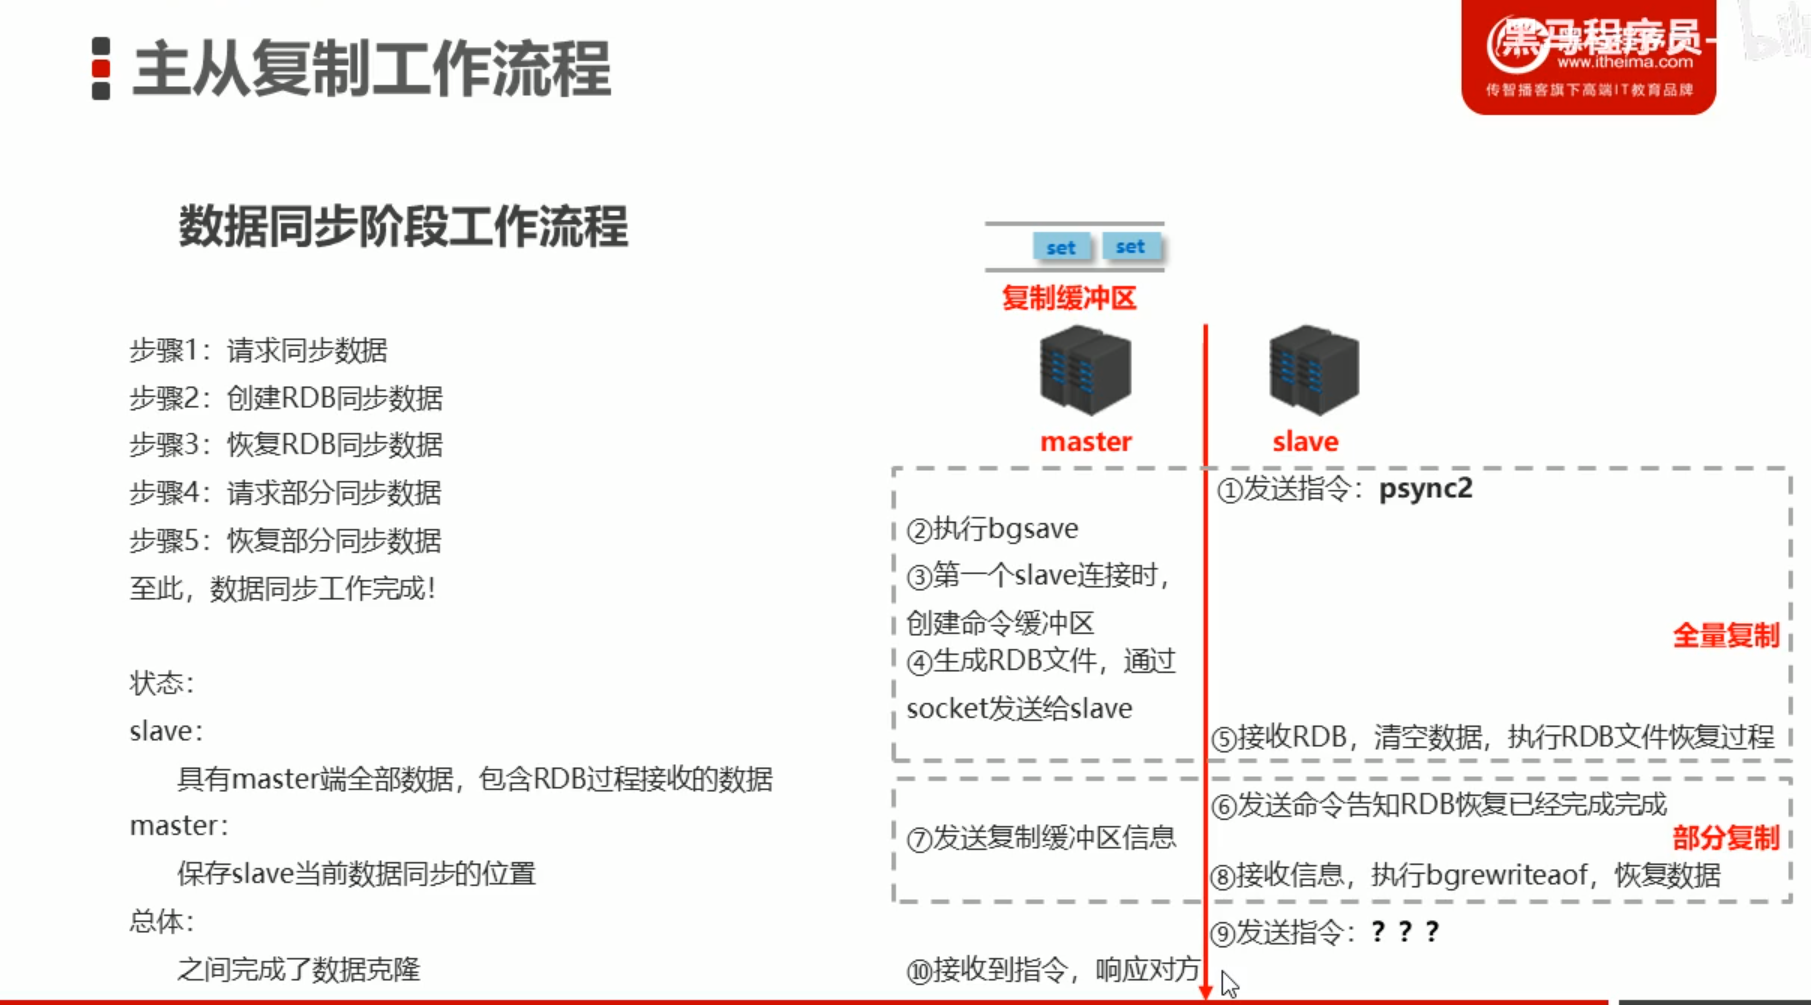 主从复制工作流程
黑马程序员-
www.itheima.com
传智播客旗下高端IT教育品牌
数据同步阶段工作流程
步骤1：请求同步数据
步骤2：创建RDB同步数据
步骤3：恢复RDB同步数据
步骤4：请求部分同步数据
步骤5：恢复部分同步数据
至此，数据同步工作完成！
状态：
slave：
具有master端全部数据，包含RDB过程接收的数据
master：
保存slave当前数据同步的位置
总体：
之间完成了数据克隆
set set
复制缓冲区
master slave
①发送指令：psync2
②执行bgsave
③第一个slave连接时，
创建命令缓冲区
④生成RDB文件，通过
socket发送给slave
全量复制
⑤接收RDB，清空数据，执行RDB文件恢复过程
⑥发送命令告知RDB恢复已经完成完成
⑦发送复制缓冲区信息
部分复制
⑧接收信息，执行bgrewriteaof，恢复数据
⑨发送指令：？？？
⑩接收到指令，响应对方